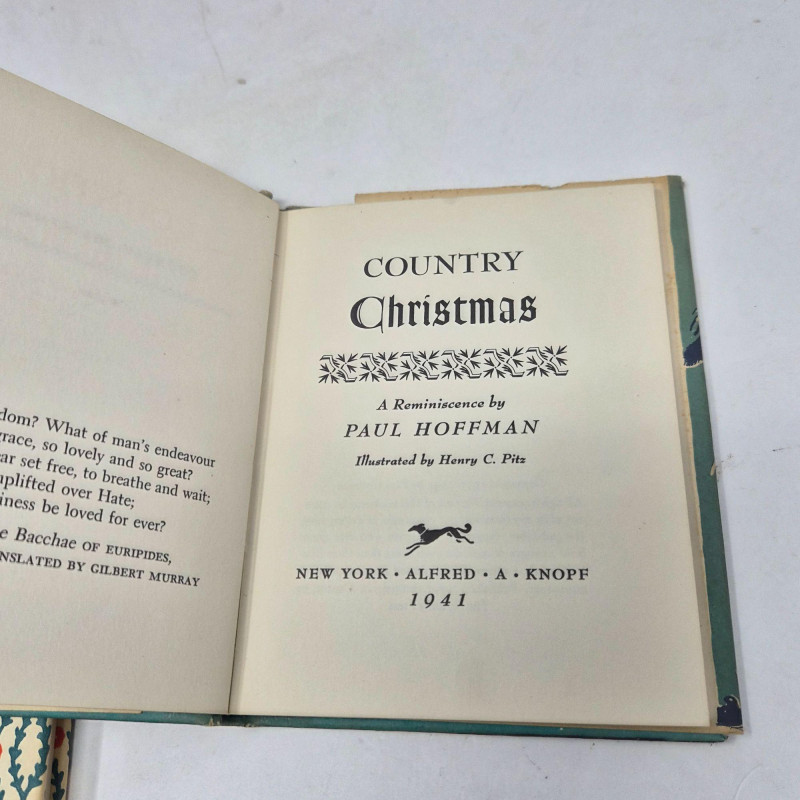 dom? What of man's endeavour
grace, so lovely and so great?
ar set free, to breathe and wait;
uplifted over Hate;
iness be loved for ever?
e Bacchae OF EURIPIDES,
NSLATED BY GILBERT MURRAY
COUNTRY
Christmas
A Reminiscence by
PAUL HOFFMAN
Illustrated by Henry C. Pitz
NEW YORK · ALFRED · A · KNOPF
1941